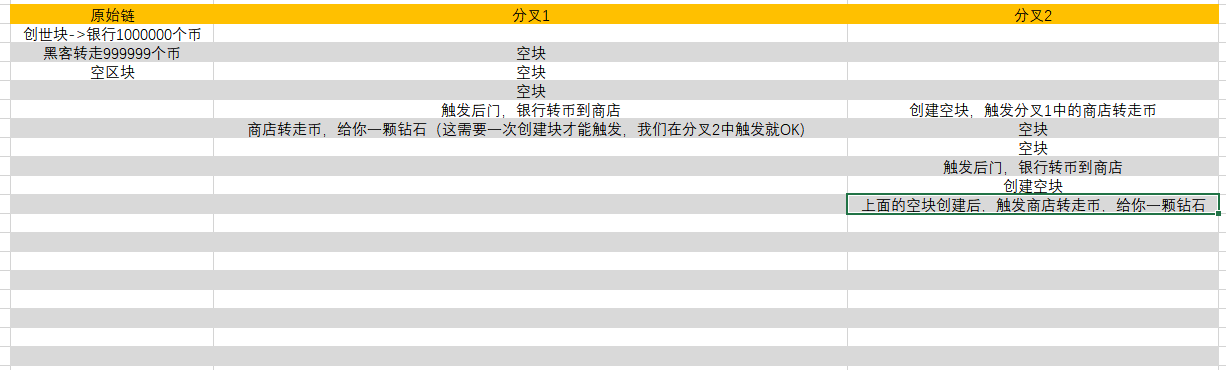 原始链 分叉1 分叉2
创世块->银行1000000个币
黑客转走999999个币 空块
空区块 空块
空块
触发后门，银行转币到商店 创建空块，触发分叉1中的商店转走币
商店转走币，给你一颗钻石（这需要一次创建块才能触发，我们在分叉2中触发就OK） 空块
空块
触发后门，银行转币到商店
创建空块
上面的空块创建后，触发商店转走币，给你一颗钻石